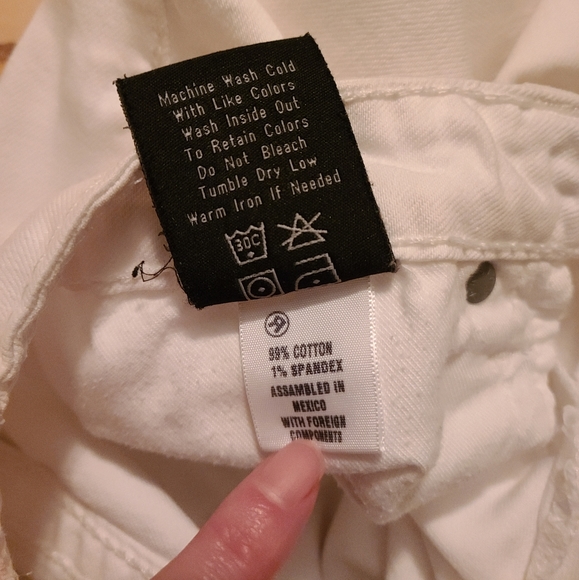 Machine Wash Cold
With Like Colors
Wash Inside Out
To Retain Colors
Do Not Bleach
Tumble Dry Low
Warm Iron If Needed
30C
99% COTTON
1% SPANDEX
ASSEMBLED IN
MEXICO
WITH FOREIGN
COMPONENTS